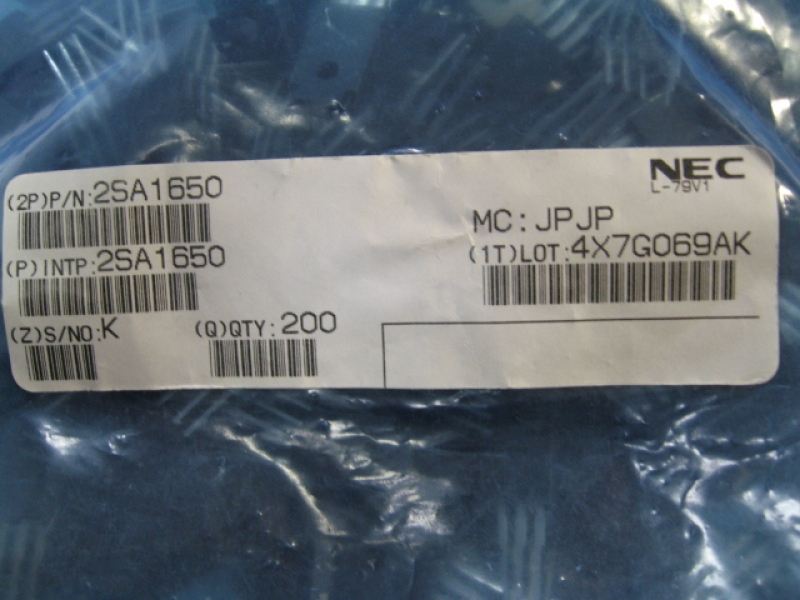 NEC
L-79V1
(2P)P/N:2SA1650
MC:JPJP
(P)INTP:2SA1650
(1T)LOT:4X7G069AK
(Z)S/NO:K
(Q)QTY:200